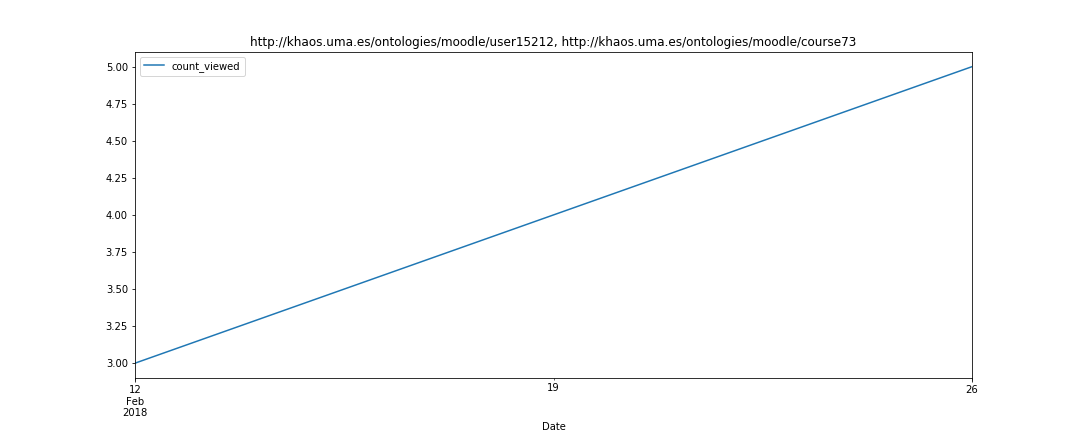 http://khaos.uma.es/ontologies/moodle/user15212, http://khaos.uma.es/ontologies/moodle/course73
count_viewed
5.00
4.75
4.50
4.25
4.00
3.75
3.50
3.25
3.00
12 19 26
Feb
2018
Date